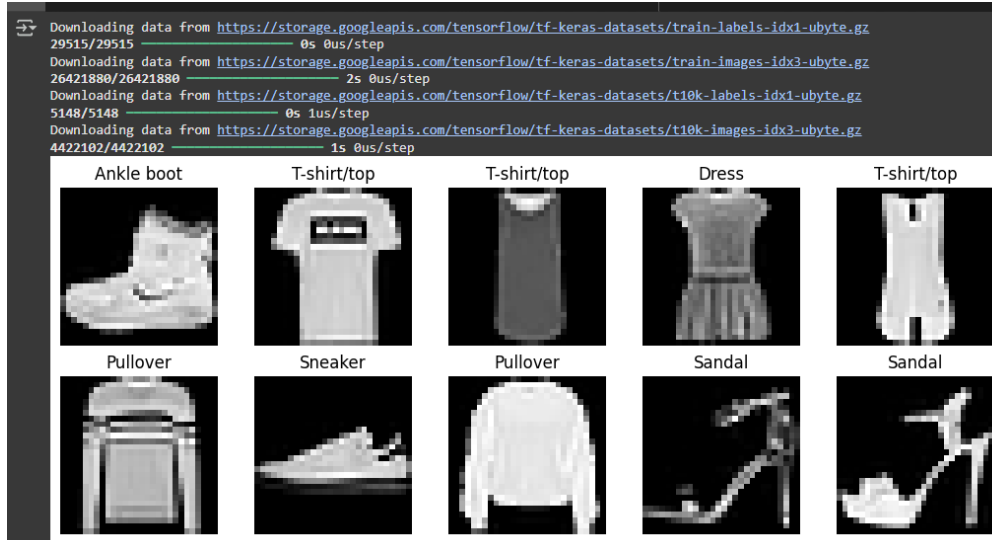 Downloading data from https://storage.googleapis.com/tensorflow/tf-keras-datasets/train-labels-idx1-ubyte.gz
29515/29515 ━━━━━━━━━━━━━━━━━━━━ 0s 0us/step
Downloading data from https://storage.googleapis.com/tensorflow/tf-keras-datasets/train-images-idx3-ubyte.gz
26421880/26421880 ━━━━━━━━━━━━━━━━━━━━ 2s 0us/step
Downloading data from https://storage.googleapis.com/tensorflow/tf-keras-datasets/t10k-labels-idx1-ubyte.gz
5148/5148 ━━━━━━━━━━━━━━━━━━━━ 0s 1us/step
Downloading data from https://storage.googleapis.com/tensorflow/tf-keras-datasets/t10k-images-idx3-ubyte.gz
4422102/4422102 ━━━━━━━━━━━━━━━━━━━━ 1s 0us/step
Ankle boot T-shirt/top T-shirt/top Dress T-shirt/top
Pullover Sneaker Pullover Sandal Sandal